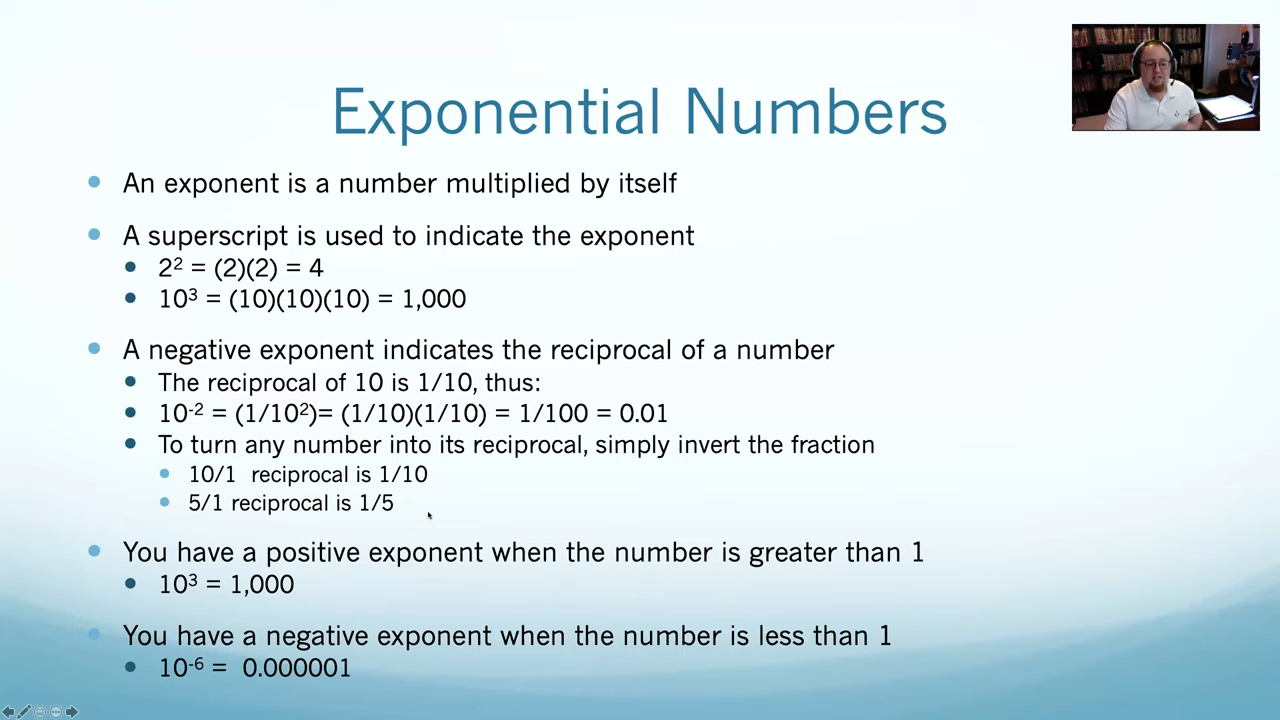 Exponential Numbers
• An exponent is a number multiplied by itself
• A superscript is used to indicate the exponent
• 2² = (2)(2) = 4
• 10³ = (10)(10)(10) = 1,000
• A negative exponent indicates the reciprocal of a number
• The reciprocal of 10 is 1/10, thus:
• 10⁻² = (1/10²)= (1/10)(1/10) = 1/100 = 0.01
• To turn any number into its reciprocal, simply invert the fraction
• 10/1 reciprocal is 1/10
• 5/1 reciprocal is 1/5
• You have a positive exponent when the number is greater than 1
• 10³ = 1,000
• You have a negative exponent when the number is less than 1
• 10⁻⁶ = 0.000001